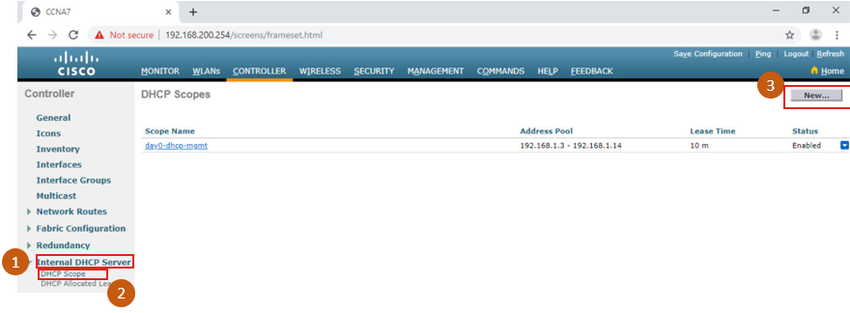 CCNA7
Not secure | 192.168.200.254/screens/frameset.html
Save Configuration | Ping | Logout | Refresh
CISCO
MONITOR WLANs CONTROLLER WIRELESS SECURITY MANAGEMENT COMMANDS HELP FEEDBACK
Home
3
Controller
DHCP Scopes
New...
General
Icons
Inventory
Interfaces
Interface Groups
Multicast
Network Routes
Fabric Configuration
Redundancy
1
Internal DHCP Server
DHCP Scope
DHCP Allocated
2
Scope Name Address Pool Lease Time Status
day0-dhcp-mgmt 192.168.1.3 - 192.168.1.14 10 m Enabled